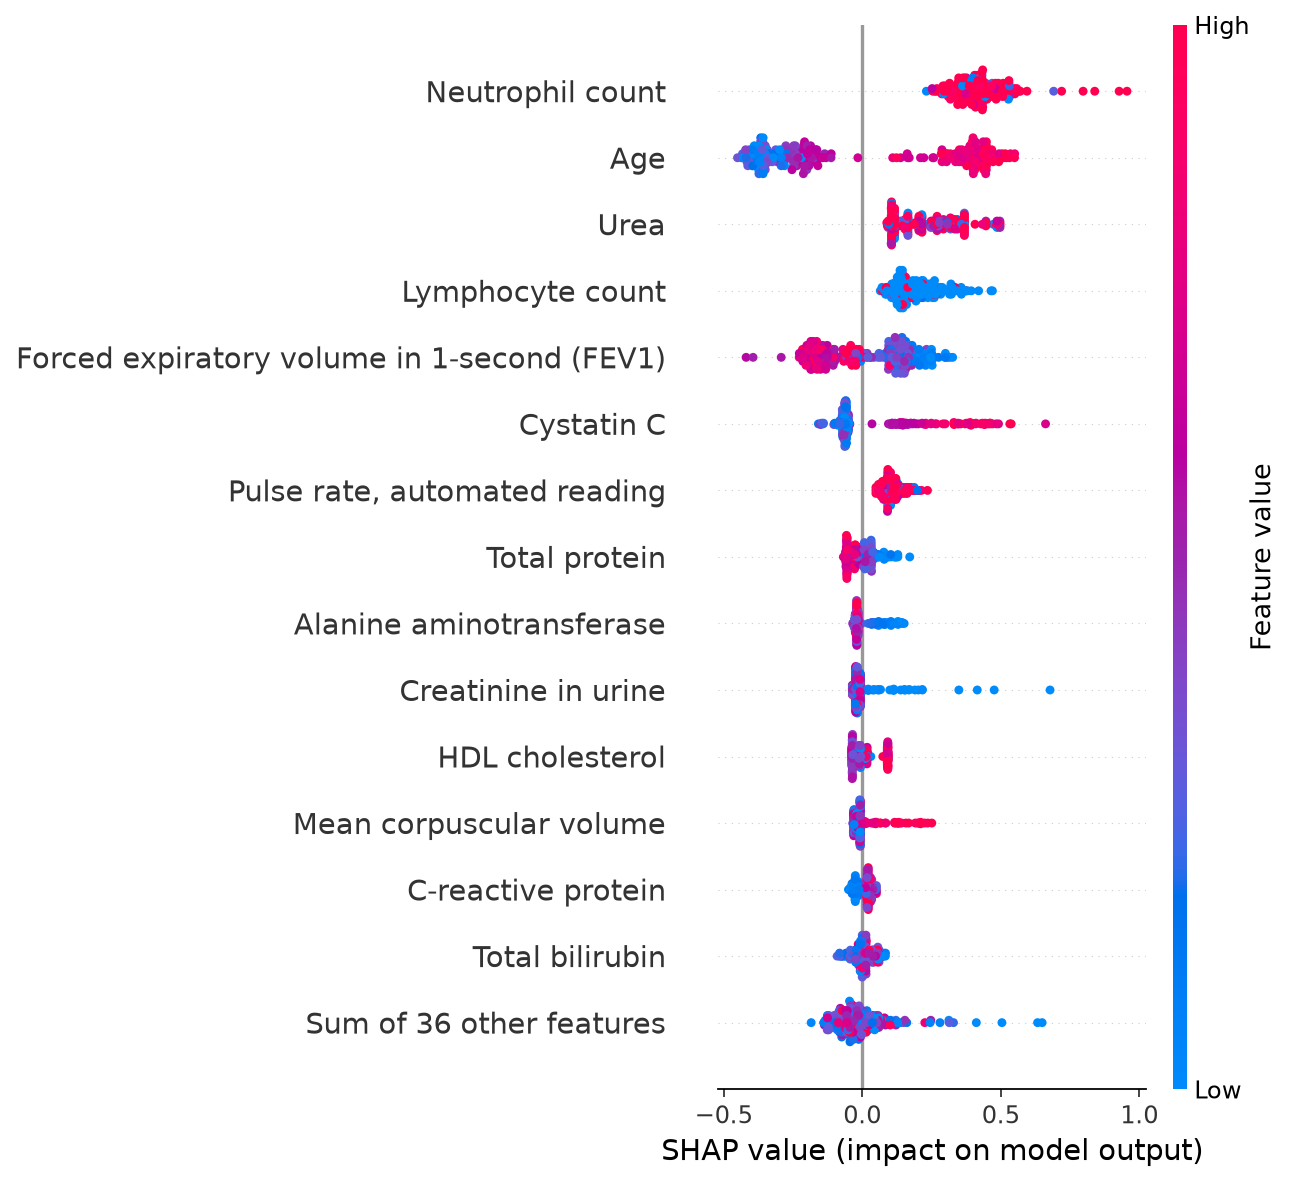 High
Neutrophil count
Age
Urea
Lymphocyte count
Forced expiratory volume in 1-second (FEV1)
Cystatin C
Pulse rate, automated reading
Total protein
Alanine aminotransferase
Creatinine in urine
HDL cholesterol
Mean corpuscular volume
C-reactive protein
Total bilirubin
Sum of 36 other features
Feature value
Low
−0.5 0.0 0.5 1.0
SHAP value (impact on model output)